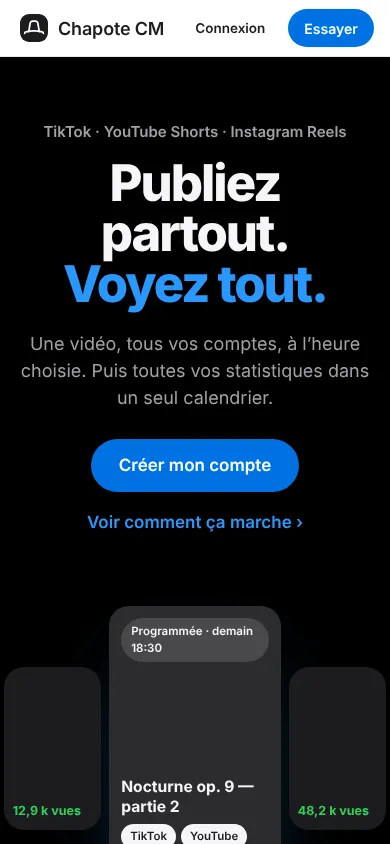 Chapote CM
Connexion
Essayer
TikTok · YouTube Shorts · Instagram Reels
Publiez
partout.
Voyez tout.
Une vidéo, tous vos comptes, à l’heure
choisie. Puis toutes vos statistiques dans
un seul calendrier.
Créer mon compte
Voir comment ça marche ›
Programmée · demain
18:30
Nocturne op. 9 —
partie 2
TikTok
YouTube
12,9 k vues
48,2 k vues